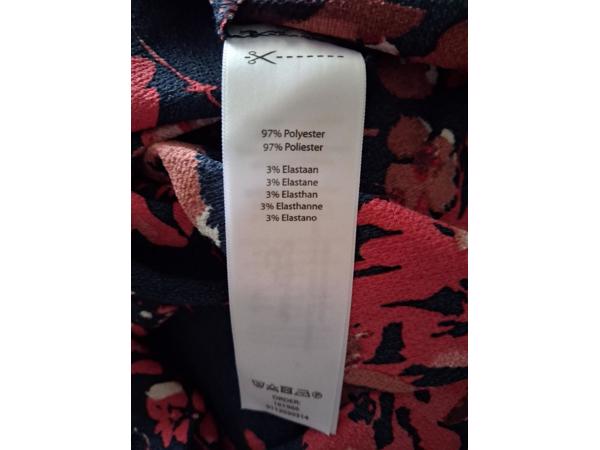 97% Polyester
97% Poliester
3% Elastaan
3% Elastane
3% Elasthan
3% Elasthanne
3% Elastano
ORDER: